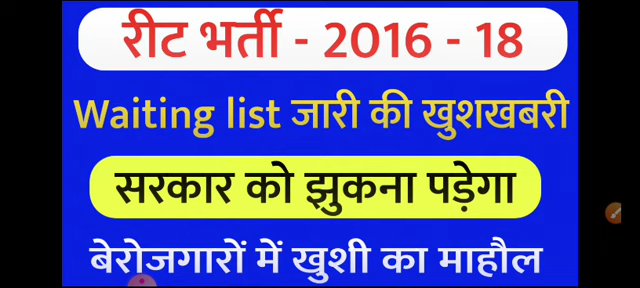 रीट भर्ती - 2016 - 18
Waiting list जारी की खुशखबरी
सरकार को झुकना पड़ेगा
बेरोजगारों में खुशी का माहौल